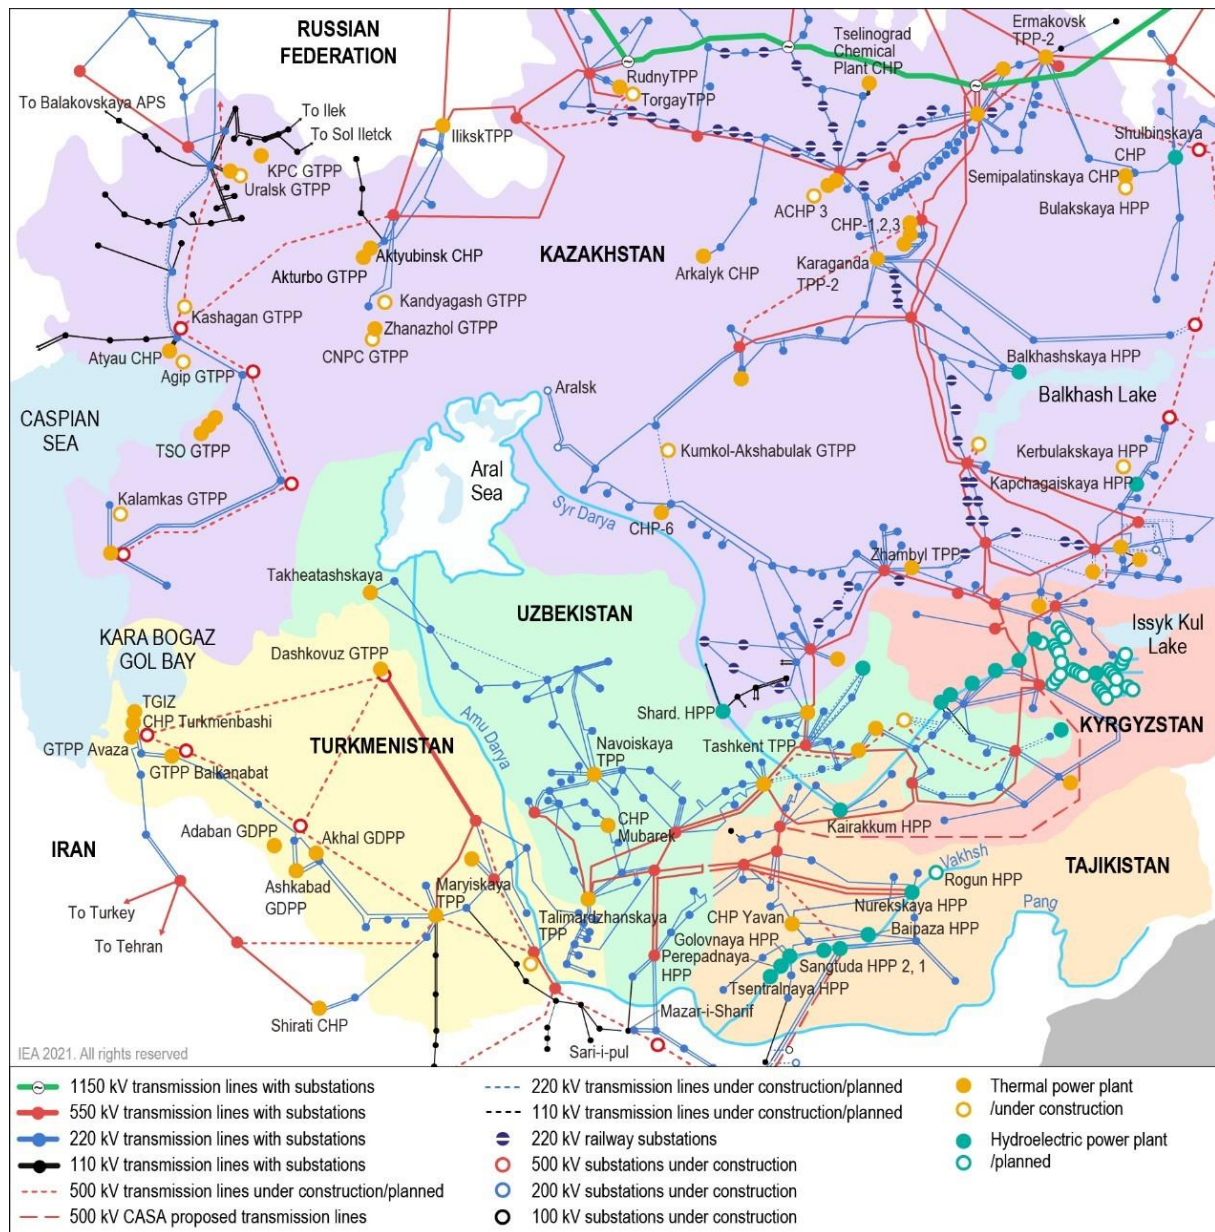 RUSSIAN
FEDERATION
Ermakovsk
TPP-2
Tselinograd
Chemical
Plant CHP
To Balakovskaya APS
To Ilek
To Sol Iletck
KPC GTPP
Uralsk GTPP
IlikskTPP
RudnyTPP
TorgayTPP
Shulbinskaya
CHP
Semipalatinskaya CHP
Bulakskaya HPP
ACHP 3
CHP-1,2,3
KAZAKHSTAN
Aktyubinsk CHP
Akturbo GTPP
Arkalyk CHP
Karaganda
TPP-2
Kandyagash GTPP
Kashagan GTPP
Zhanazhol GTPP
CNPC GTPP
Atyau CHP
Agip GTPP
Balkhashskaya HPP
Balkhash Lake
Aralsk
CASPIAN
SEA
TSO GTPP
Kumkol-Akshabulak GTPP
Kerbulakskaya HPP
Kapchagaiskaya HPP
Aral
Sea
Kalamkas GTPP
Syr Darya
CHP-6
Zhambyl TPP
Takheatashskaya
UZBEKISTAN
KARA BOGAZ
GOL BAY
Issyk Kul
Lake
Dashkovuz GTPP
TGIZ
CHP Turkmenbashi
GTPP Avaza
GTPP Balkanabat
TURKMENISTAN
Amu Darya
Shard. HPP
KYRGYZSTAN
Navoiskaya
TPP
Tashkent TPP
CHP
Mubarek
Kairakkum HPP
Adaban GDPP
Akhal GDPP
IRAN
Ashkabad
GDPP
Maryiskaya
TPP
TAJIKISTAN
Vakhsh
Rogun HPP
Nurekskaya HPP
Pang
To Turkey
To Tehran
Talimardzhanskaya
TPP
CHP Yavan
Baipaza HPP
Golovnaya HPP
Perepadnaya
HPP
Sangtuda HPP 2, 1
Tsentralnaya HPP
Shirati CHP
Mazar-i-Sharif
Sari-i-pul
IEA 2021. All rights reserved
1150 kV transmission lines with substations
550 kV transmission lines with substations
220 kV transmission lines with substations
110 kV transmission lines with substations
500 kV transmission lines under construction/planned
500 kV CASA proposed transmission lines
220 kV transmission lines under construction/planned
110 kV transmission lines under construction/planned
220 kV railway substations
500 kV substations under construction
200 kV substations under construction
100 kV substations under construction
Thermal power plant
/under construction
Hydroelectric power plant
/planned